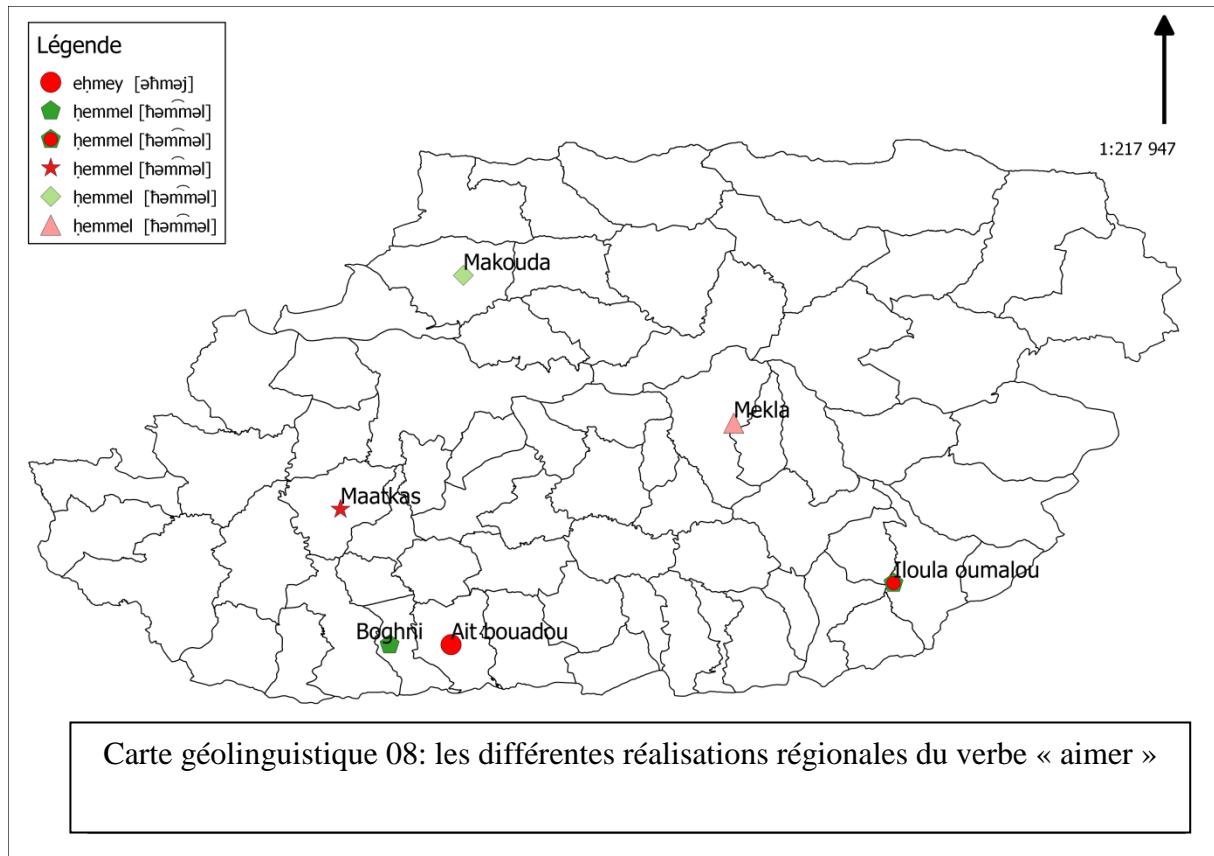 Légende
eḥmey [əħməj]
ḥemmel [ħəm͡məl]
ḥemmel [ħəm͡məl]
ḥemmel [ħəm͡məl]
ḥemmel [ħəm͡məl]
ḥemmel [ħəm͡məl]
1:217 947
Makouda
Mekla
Maatkas
Iloula oumalou
Boghni
Ait bouadou
Carte géolinguistique 08: les différentes réalisations régionales du verbe « aimer »